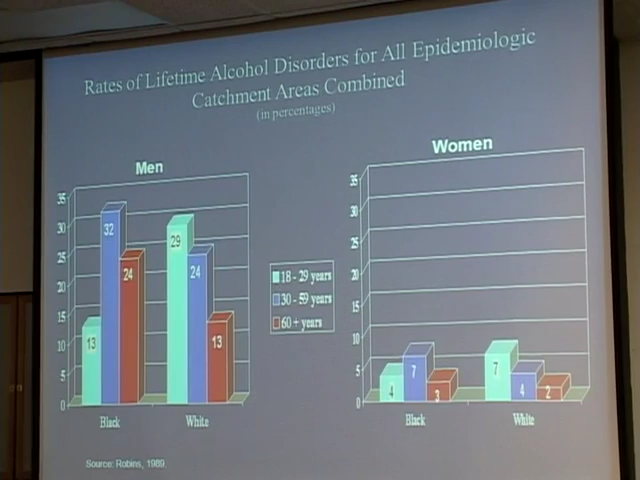 Rates of Lifetime Alcohol Disorders for All Epidemiologic
Catchment Areas Combined
(in percentages)
Men
35
30
25
20
15
10
5
0
13
32
24
29
24
13
Black
White
18 - 29 years
30 - 59 years
60 + years
Women
35
30
25
20
15
10
5
0
4
7
3
7
4
2
Black
White
Source: Robins, 1989.